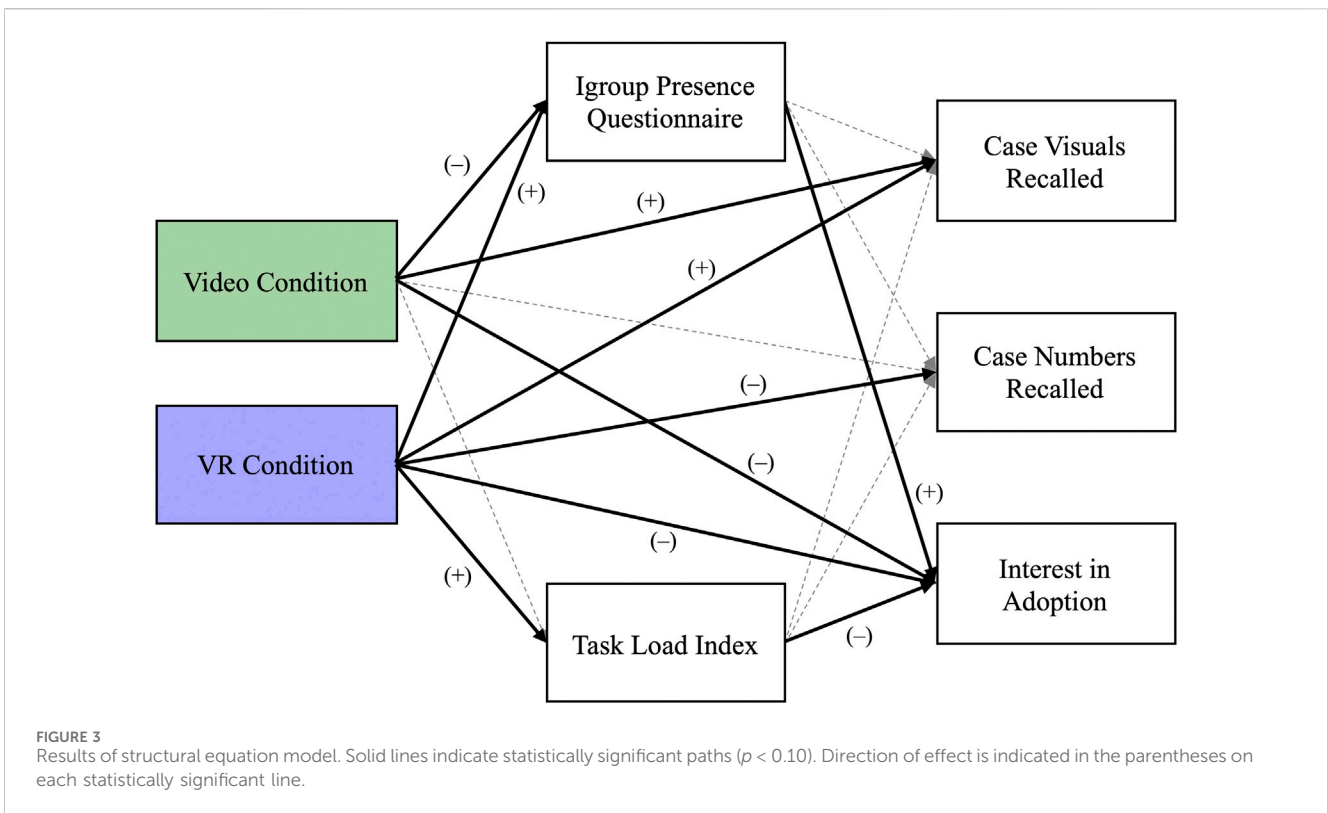 Igroup Presence
Questionnaire
Case Visuals
Recalled
(–)
(+)
(+)
Video Condition
(+)
Case Numbers
Recalled
(–)
VR Condition
(–)
(+)
(–)
Interest in
Adoption
(+)
(–)
Task Load Index
FIGURE 3
Results of structural equation model. Solid lines indicate statistically significant paths (p < 0.10). Direction of effect is indicated in the parentheses on
each statistically significant line.